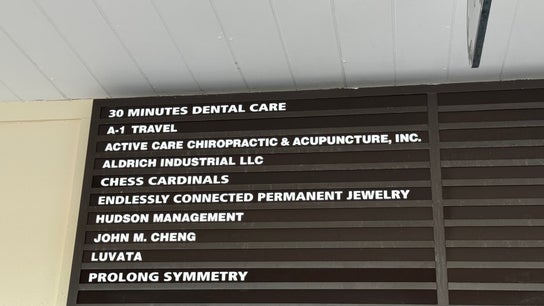 30 MINUTES DENTAL CARE
A-1 TRAVEL
ACTIVE CARE CHIROPRACTIC & ACUPUNCTURE, INC.
ALDRICH INDUSTRIAL LLC
CHESS CARDINALS
ENDLESSLY CONNECTED PERMANENT JEWELRY
HUDSON MANAGEMENT
JOHN M. CHENG
LUVATA
PROLONG SYMMETRY